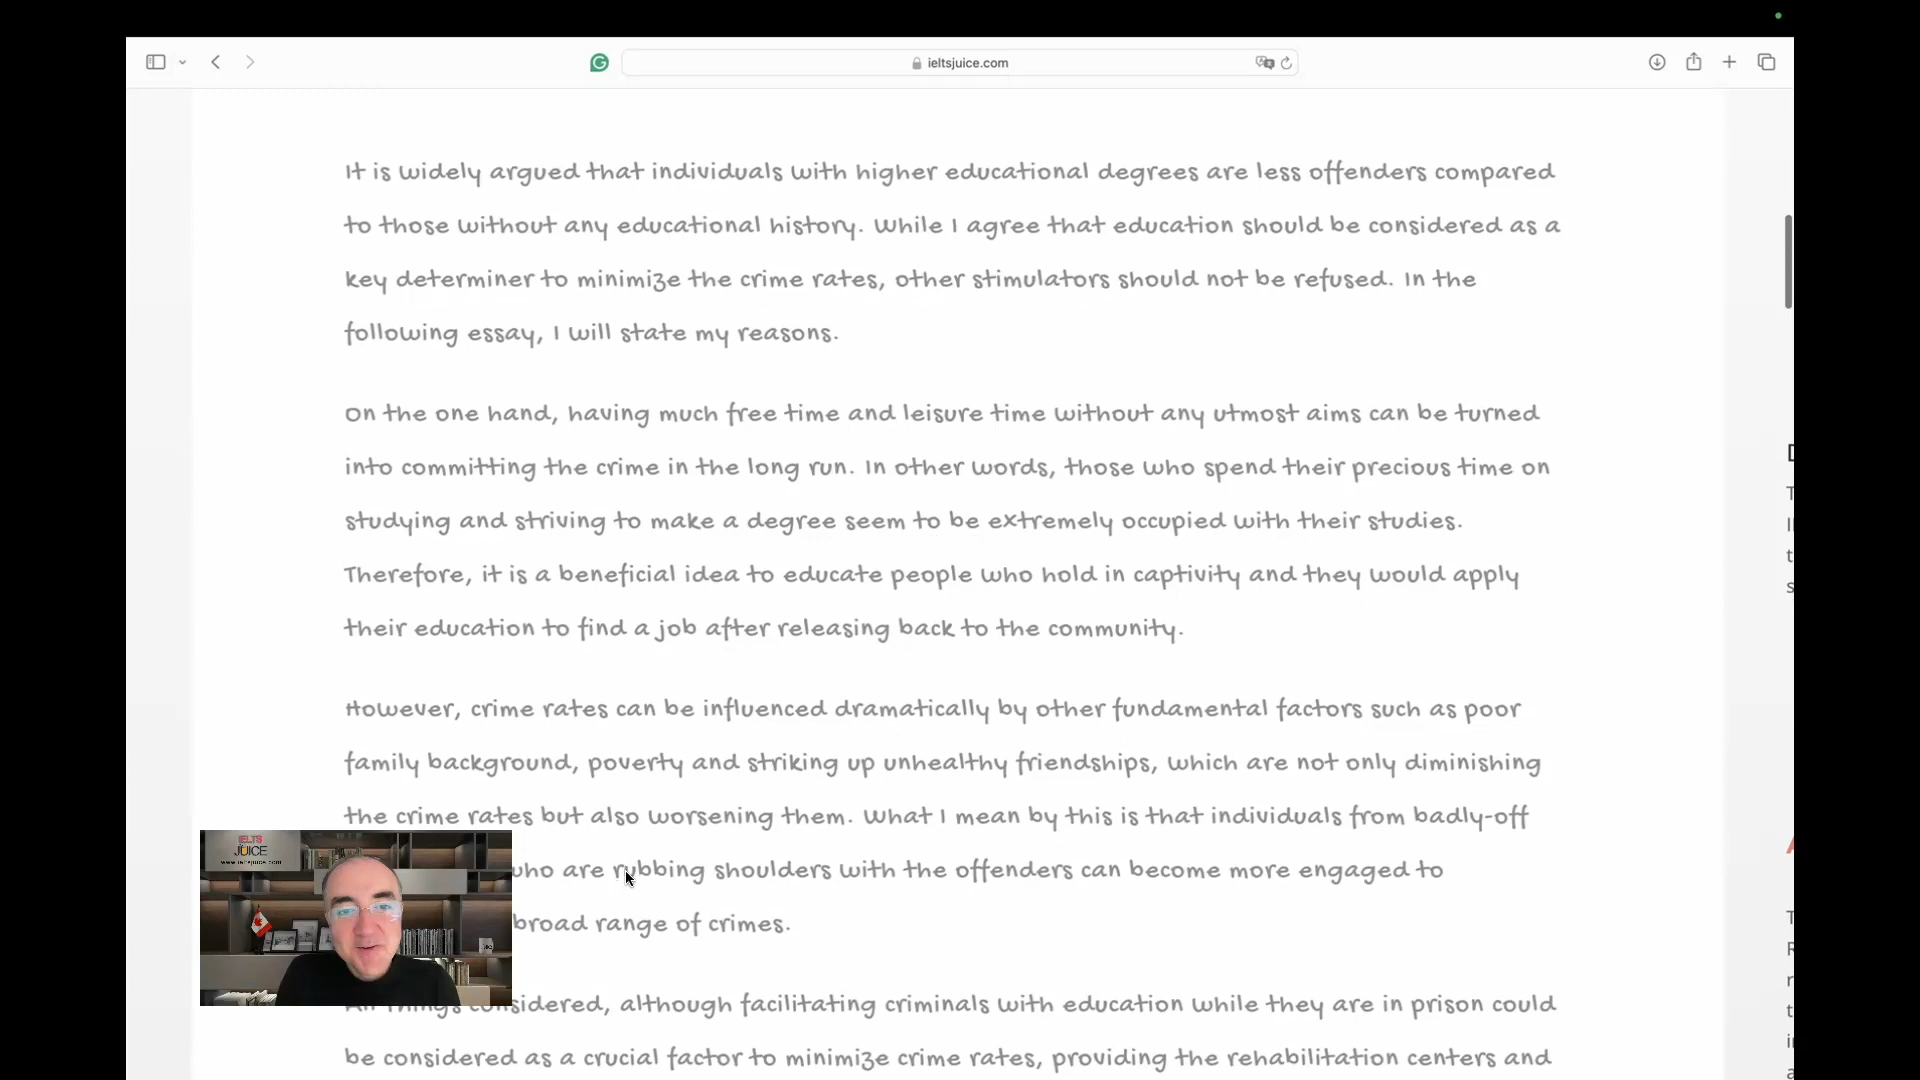 ieltsjuice.com
It is widely argued that individuals with higher educational degrees are less offenders compared
to those without any educational history. While I agree that education should be considered as a
key determiner to minimize the crime rates, other stimulators should not be refused. In the
following essay, I will state my reasons.
On the one hand, having much free time and leisure time without any utmost aims can be turned
into committing the crime in the long run. In other words, those who spend their precious time on
studying and striving to make a degree seem to be extremely occupied with their studies.
Therefore, it is a beneficial idea to educate people who hold in captivity and they would apply
their education to find a job after releasing back to the community.
However, crime rates can be influenced dramatically by other fundamental factors such as poor
family background, poverty and striking up unhealthy friendships, which are not only diminishing
the crime rates but also worsening them. What I mean by this is that individuals from badly-off
who are rubbing shoulders with the offenders can become more engaged to
broad range of crimes.
All things considered, although facilitating criminals with education while they are in prison could
be considered as a crucial factor to minimize crime rates, providing the rehabilitation centers and
IELTS
JUICE
www.ieltsjuice.com